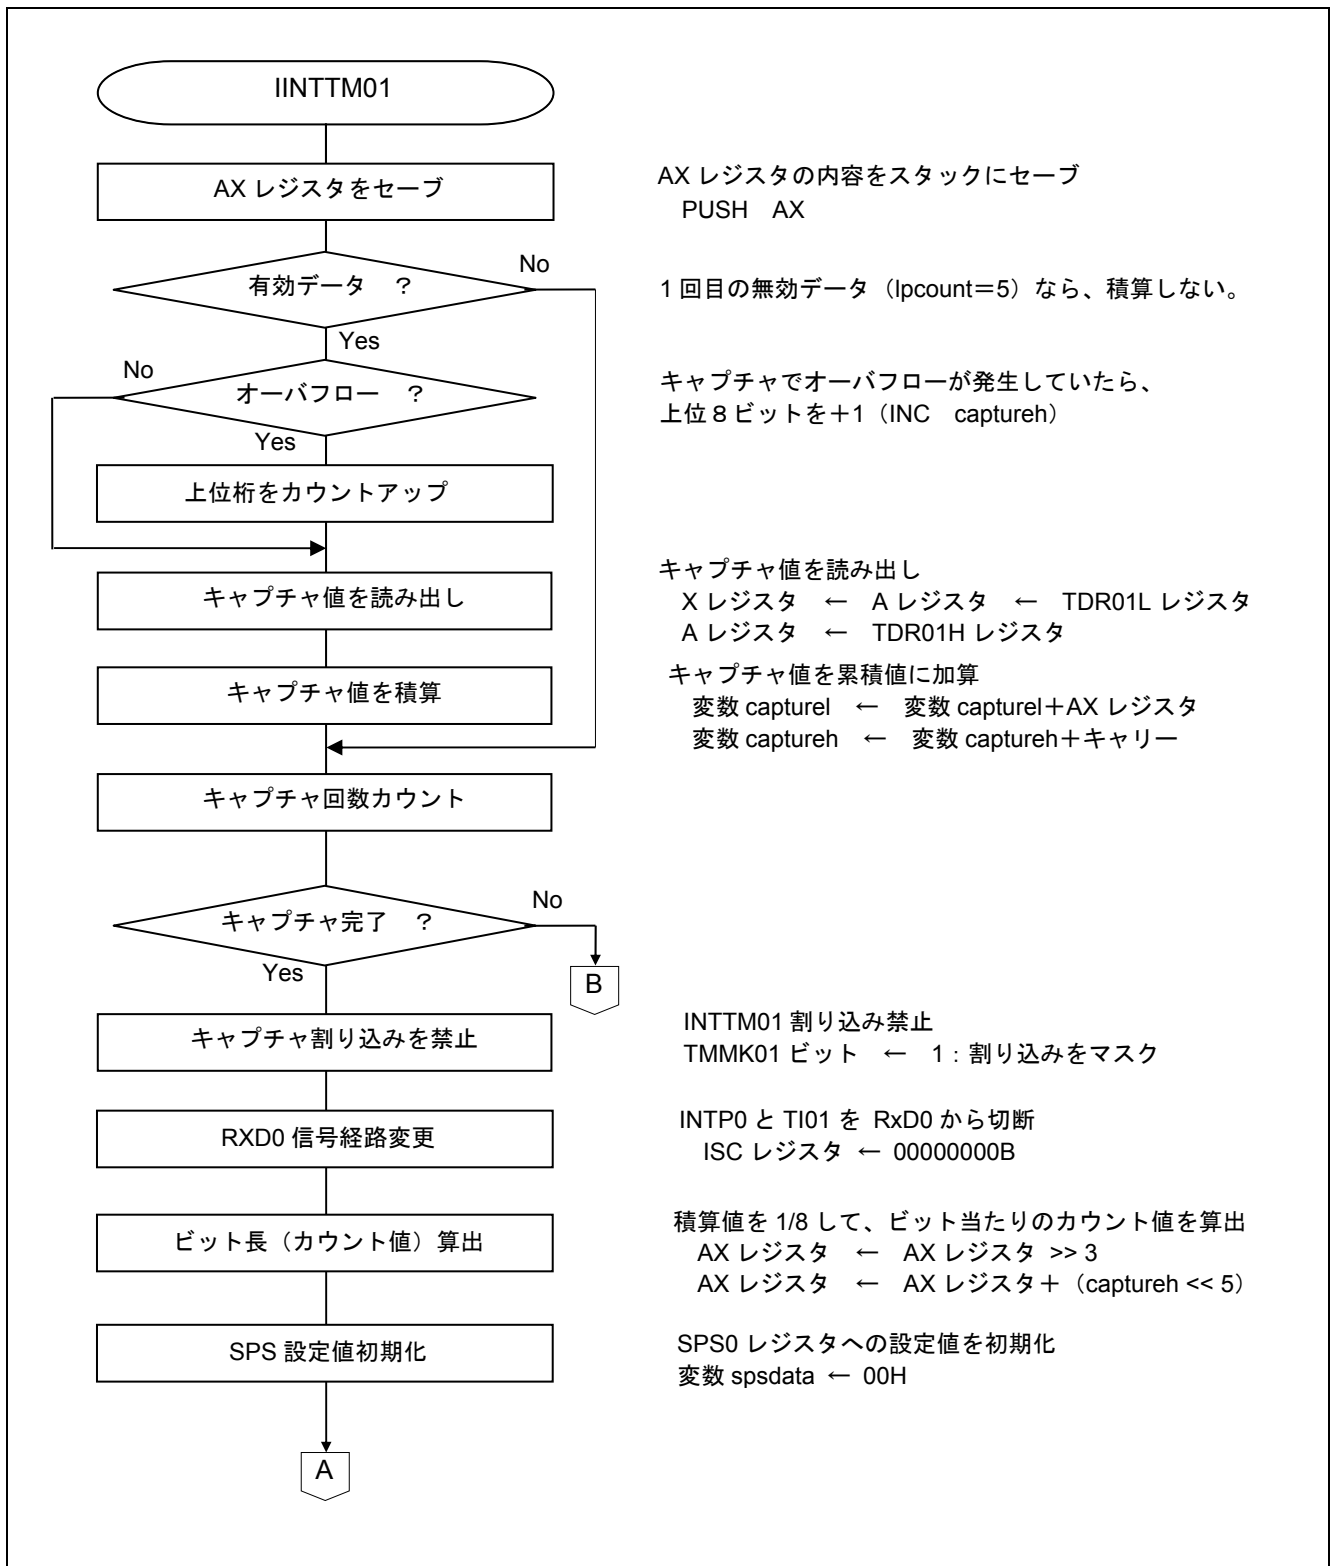 IINTTM01
AX レジスタをセーブ
AX レジスタの内容をスタックにセーブ
PUSH AX
有効データ ?
No
Yes
1 回目の無効データ（lpcount＝5）なら、積算しない。
オーバフロー ?
No
Yes
キャプチャでオーバフローが発生していたら、
上位８ビットを＋1（INC captureh）
上位桁をカウントアップ
キャプチャ値を読み出し
キャプチャ値を読み出し
X レジスタ ← A レジスタ ← TDR01L レジスタ
A レジスタ ← TDR01H レジスタ
キャプチャ値を積算
キャプチャ値を累積値に加算
変数 capturel ← 変数 capturel＋AX レジスタ
変数 captureh ← 変数 captureh＋キャリー
キャプチャ回数カウント
キャプチャ完了 ?
No
Yes
B
キャプチャ割り込みを禁止
INTTM01 割り込み禁止
TMMK01 ビット ← 1：割り込みをマスク
RXD0 信号経路変更
INTP0 と TI01 を RxD0 から切断
ISC レジスタ ← 00000000B
ビット長（カウント値）算出
積算値を 1/8 して、ビット当たりのカウント値を算出
AX レジスタ ← AX レジスタ >> 3
AX レジスタ ← AX レジスタ＋（captureh << 5）
SPS 設定値初期化
SPS0 レジスタへの設定値を初期化
変数 spsdata ← 00H
A